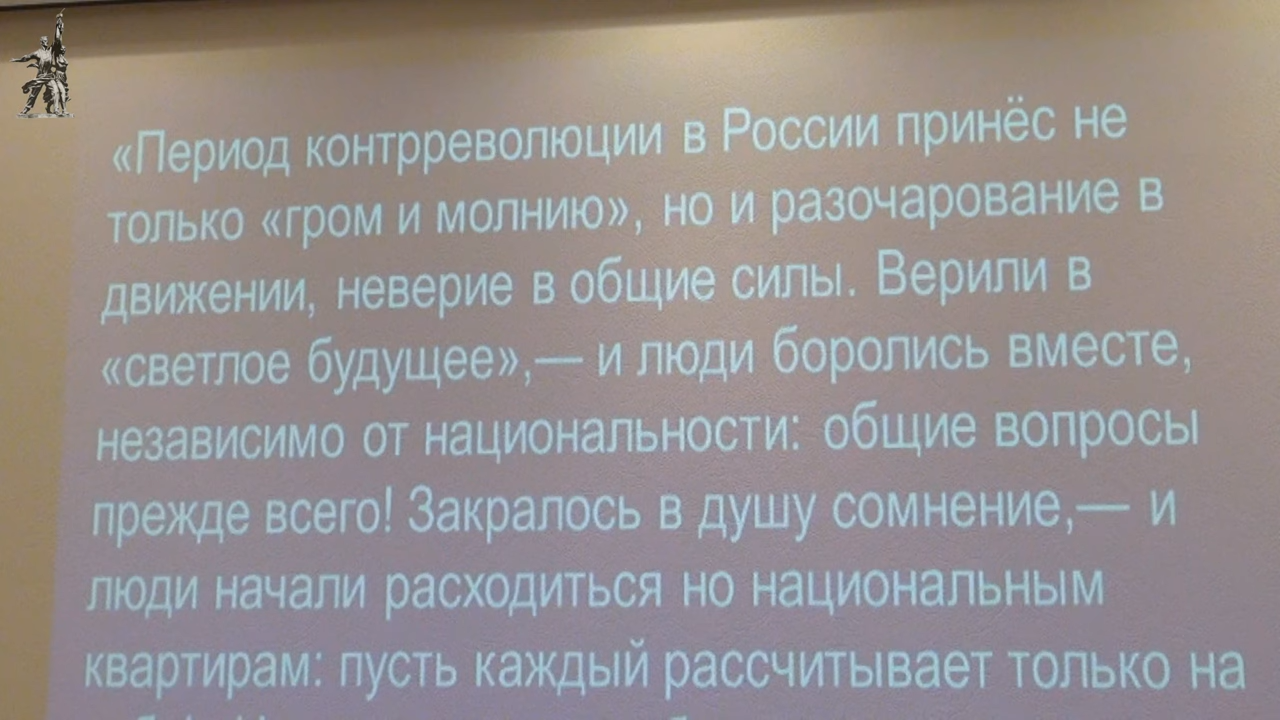 «Период контрреволюции в России принёс не
только «гром и молнию», но и разочарование в
движении, неверие в общие силы. Верили в
«светлое будущее»,— и люди боролись вместе,
независимо от национальности: общие вопросы
прежде всего! Закралось в душу сомнение,— и
люди начали расходиться но национальным
квартирам: пусть каждый рассчитывает только на